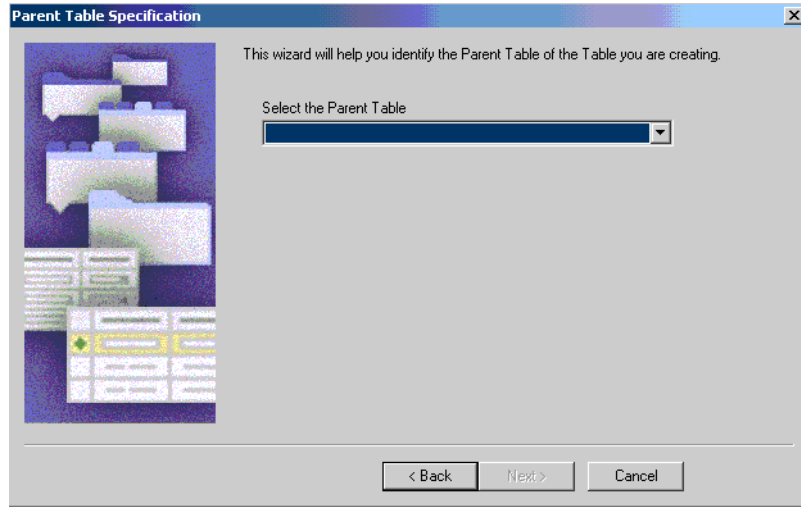 Parent Table Specification
This wizard will help you identify the Parent Table of the Table you are creating.
Select the Parent Table
< Back
Next >
Cancel